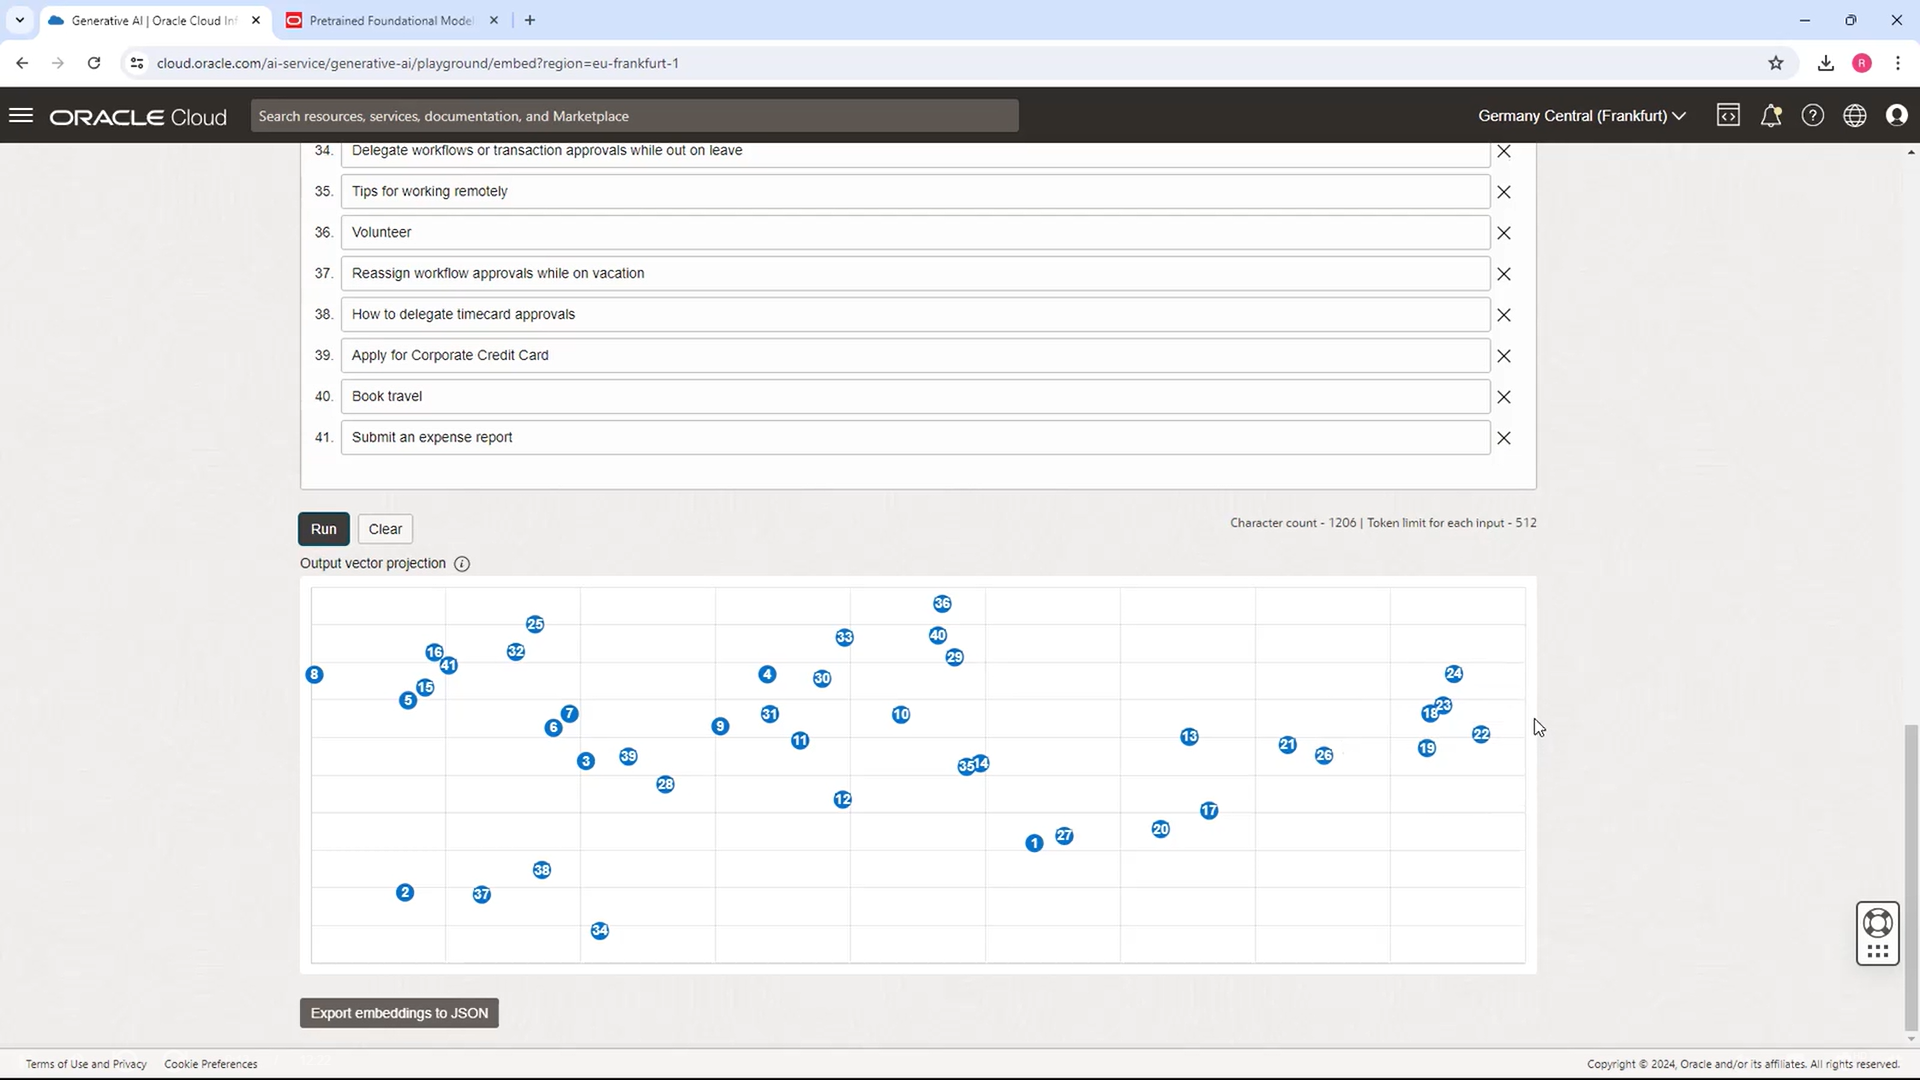 Generative AI | Oracle Cloud Inf
Pretrained Foundational Model
cloud.oracle.com/ai-service/generative-ai/playground/embed?region=eu-frankfurt-1
R
ORACLE Cloud
Search resources, services, documentation, and Marketplace
Germany Central (Frankfurt)
34. Delegate workflows or transaction approvals while out on leave
35. Tips for working remotely
36. Volunteer
37. Reassign workflow approvals while on vacation
38. How to delegate timecard approvals
39. Apply for Corporate Credit Card
40. Book travel
41. Submit an expense report
Run
Clear
Character count - 1206 | Token limit for each input - 512
Output vector projection
36
25
40
33
16
32
29
41
8
4
24
30
15
5
23
7
31
10
18
9
6
22
13
11
21
19
26
39
3
14
35
28
12
17
20
27
1
38
2
37
34
Export embeddings to JSON
Terms of Use and Privacy
Cookie Preferences
Copyright © 2024, Oracle and/or its affiliates. All rights reserved.